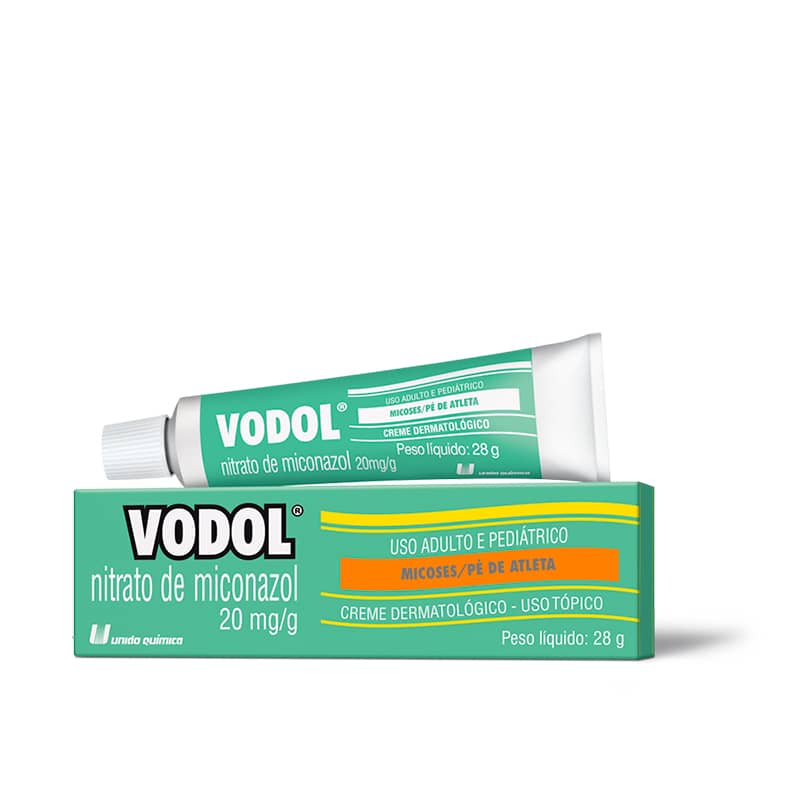 VODOL®
nitrato de miconazol 20mg/g
USO ADULTO E PEDIÁTRICO
MICOSES/PÉ DE ATLETA
CREME DERMATOLÓGICO
Peso líquido: 28 g
união química
VODOL®
nitrato de miconazol
20 mg/g
união química
USO ADULTO E PEDIÁTRICO
MICOSES/PÉ DE ATLETA
CREME DERMATOLÓGICO - USO TÓPICO
Peso líquido: 28 g